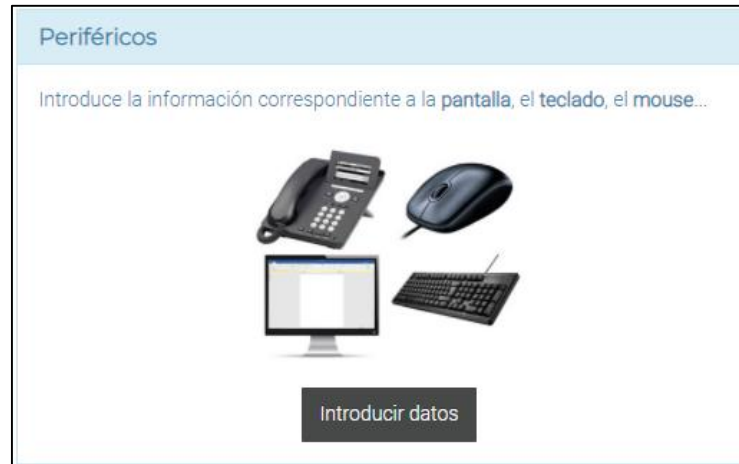 Periféricos
Introduce la información correspondiente a la pantalla, el teclado, el mouse...
Introducir datos